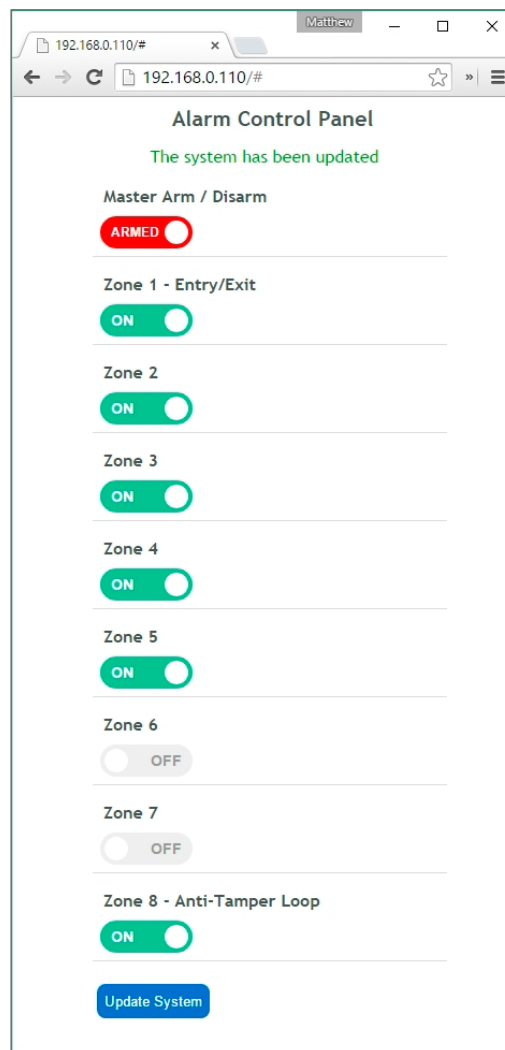 Matthew
192.168.0.110/#
192.168.0.110/#
Alarm Control Panel
The system has been updated
Master Arm / Disarm
ARMED
Zone 1 - Entry/Exit
ON
Zone 2
ON
Zone 3
ON
Zone 4
ON
Zone 5
ON
Zone 6
OFF
Zone 7
OFF
Zone 8 - Anti-Tamper Loop
ON
Update System